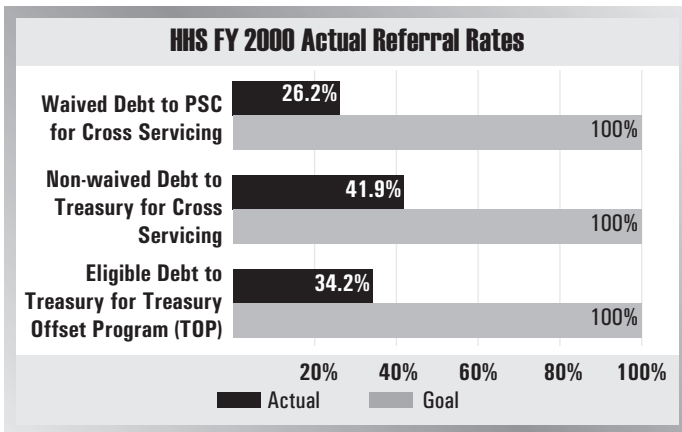 HHS FY 2000 Actual Referral Rates
Waived Debt to PSC
for Cross Servicing
26.2%
100%
Non-waived Debt to
Treasury for Cross
Servicing
41.9%
100%
Eligible Debt to
Treasury for Treasury
Offset Program (TOP)
34.2%
100%
20% 40% 60% 80% 100%
Actual Goal